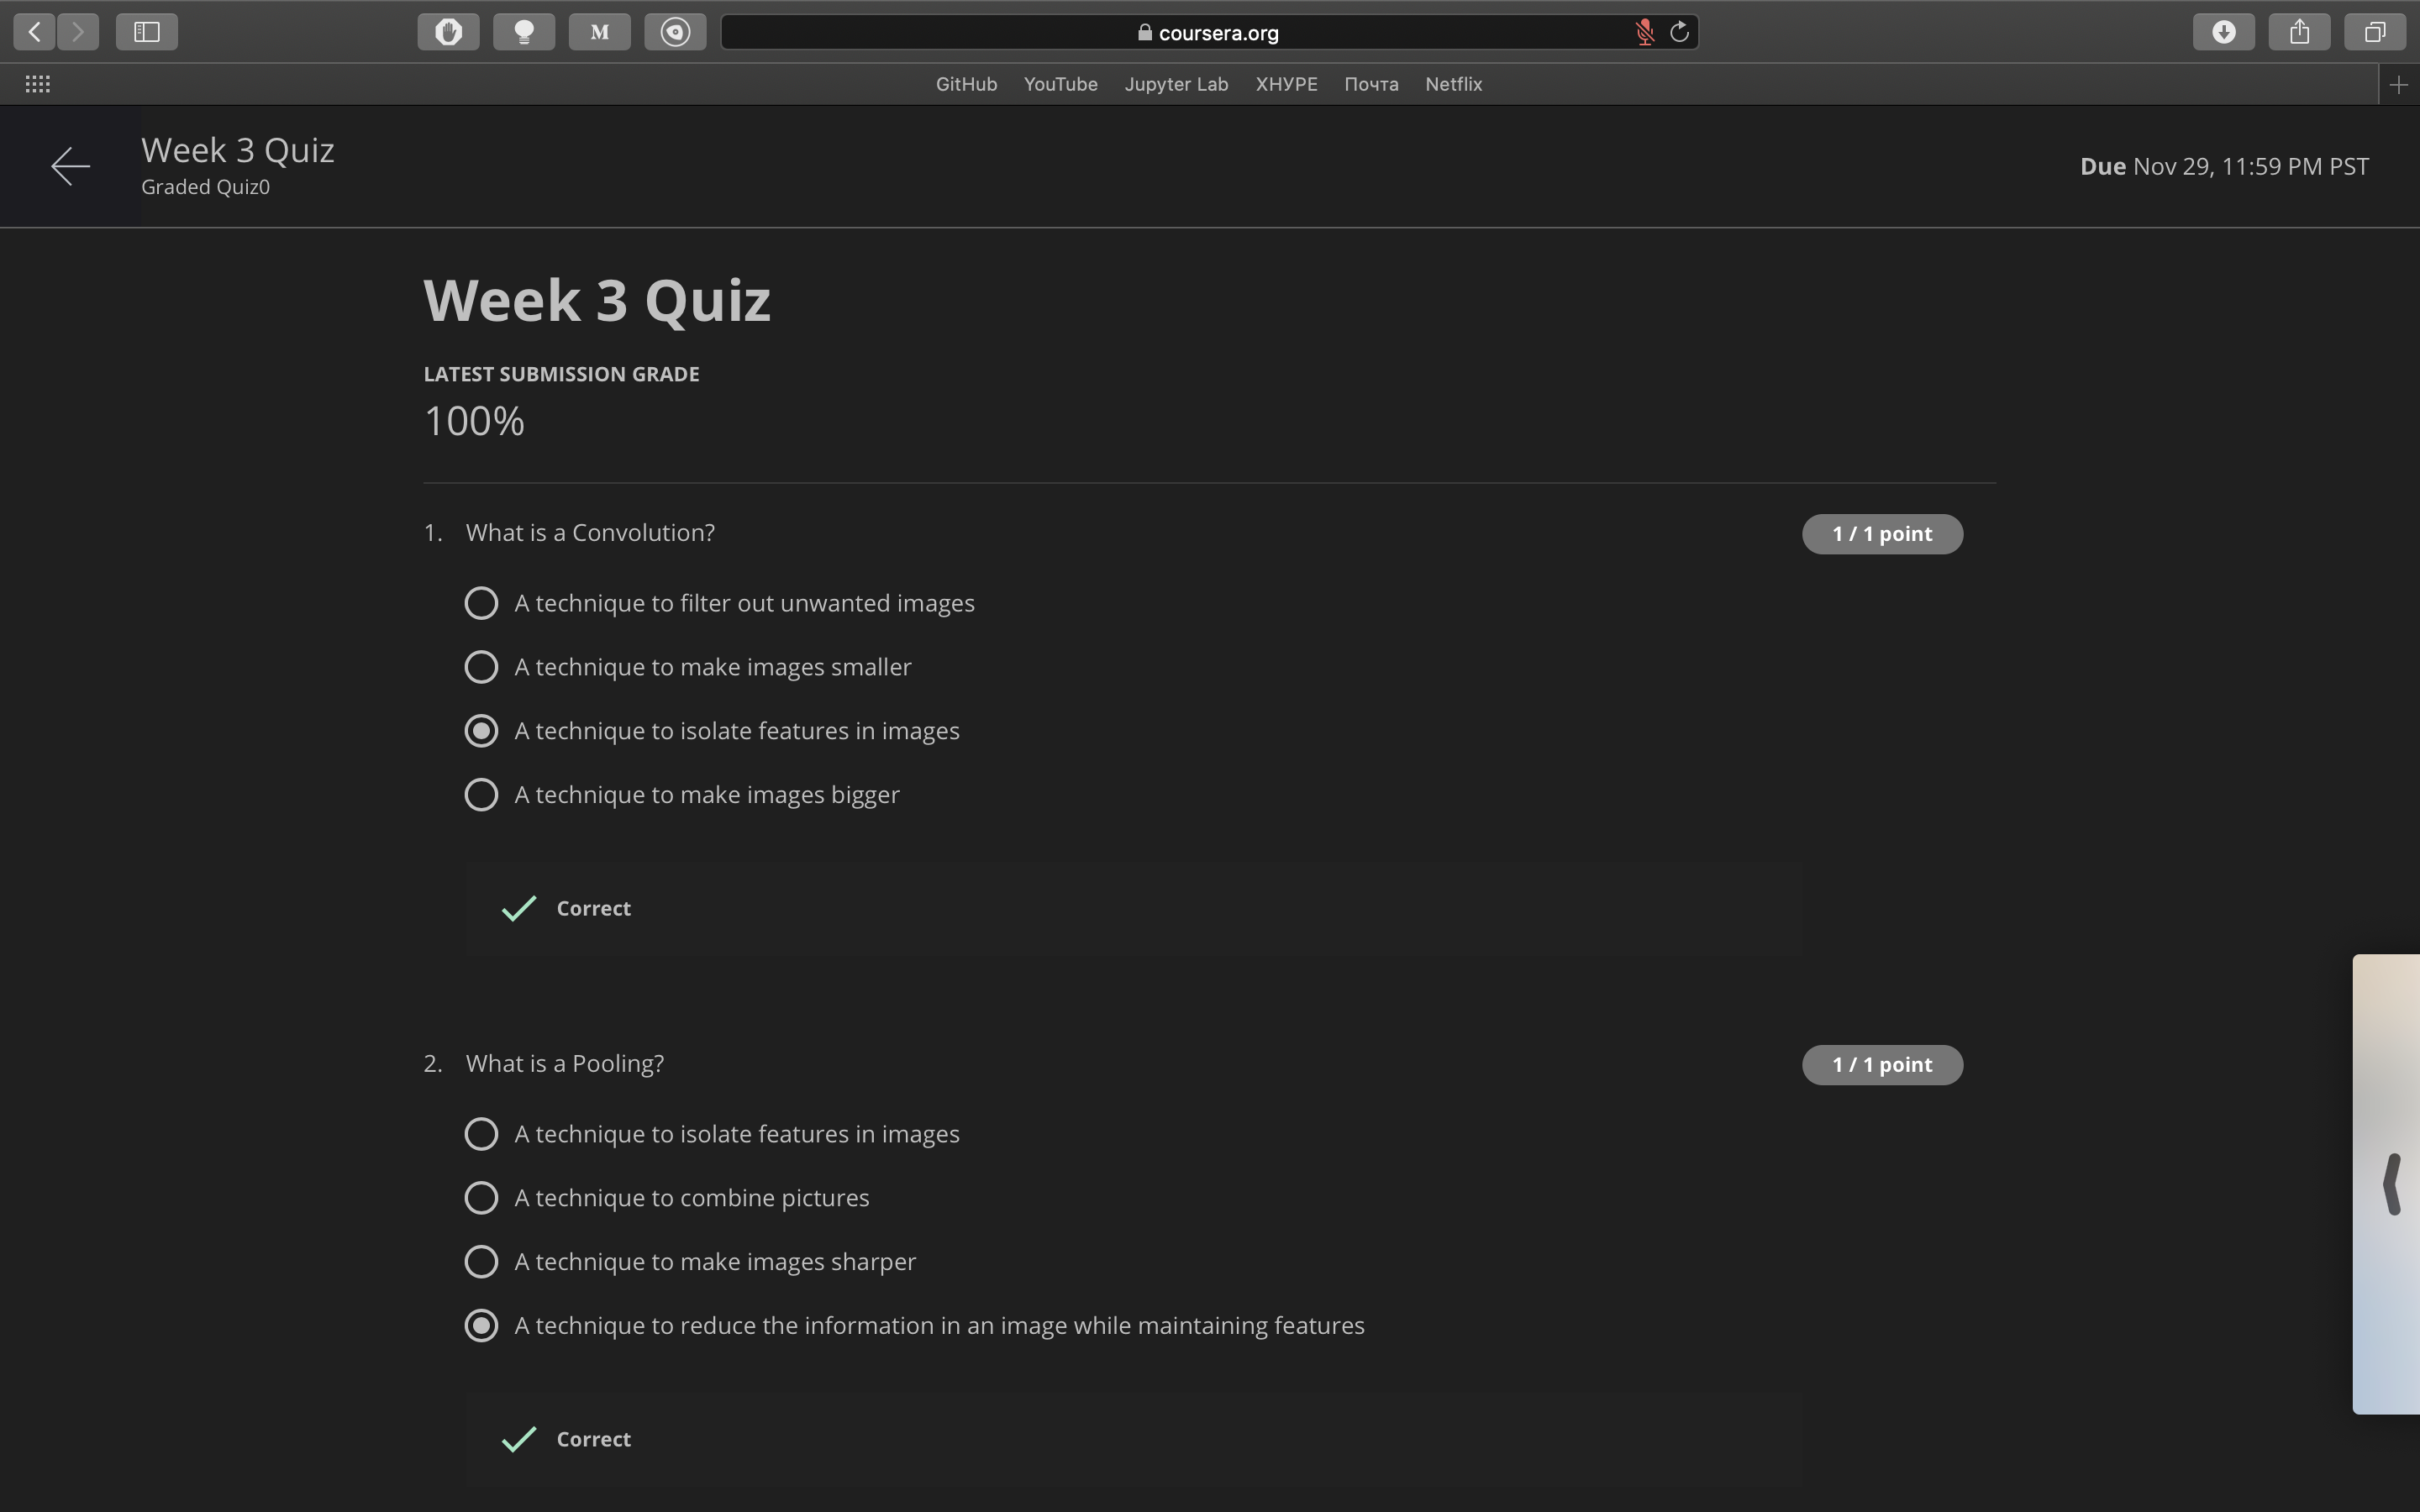 M
coursera.org
GitHub YouTube Jupyter Lab ХНУРЕ Почта Netflix
Week 3 Quiz
Graded Quiz0
Due Nov 29, 11:59 PM PST
Week 3 Quiz
LATEST SUBMISSION GRADE
100%
1. What is a Convolution? 1 / 1 point
A technique to filter out unwanted images
A technique to make images smaller
A technique to isolate features in images
A technique to make images bigger
Correct
2. What is a Pooling? 1 / 1 point
A technique to isolate features in images
A technique to combine pictures
A technique to make images sharper
A technique to reduce the information in an image while maintaining features
Correct